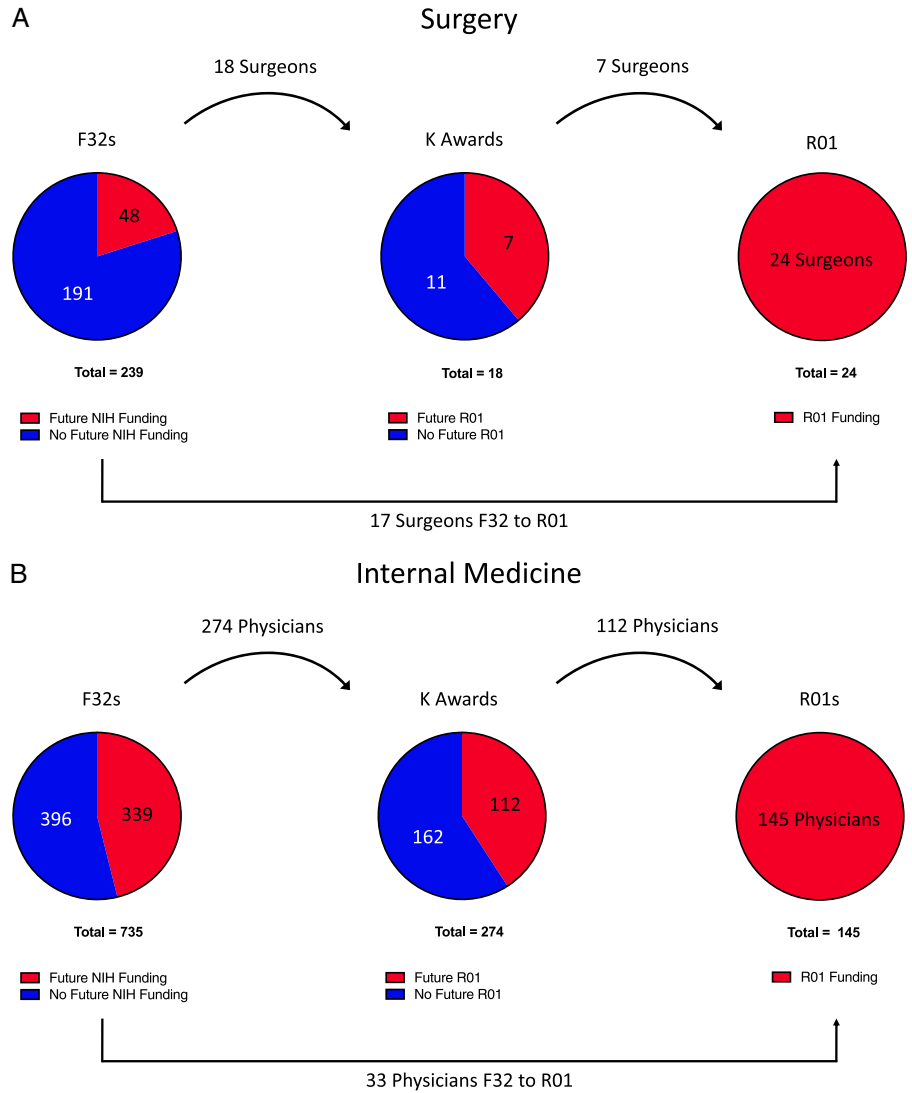 A
Surgery
18 Surgeons
7 Surgeons
F32s
K Awards
R01
48
191
7
11
24 Surgeons
Total = 239
Total = 18
Total = 24
Future NIH Funding
No Future NIH Funding
Future R01
No Future R01
R01 Funding
17 Surgeons F32 to R01
B
Internal Medicine
274 Physicians
112 Physicians
F32s
K Awards
R01s
396
339
162
112
145 Physicians
Total = 735
Total = 274
Total = 145
Future NIH Funding
No Future NIH Funding
Future R01
No Future R01
R01 Funding
33 Physicians F32 to R01